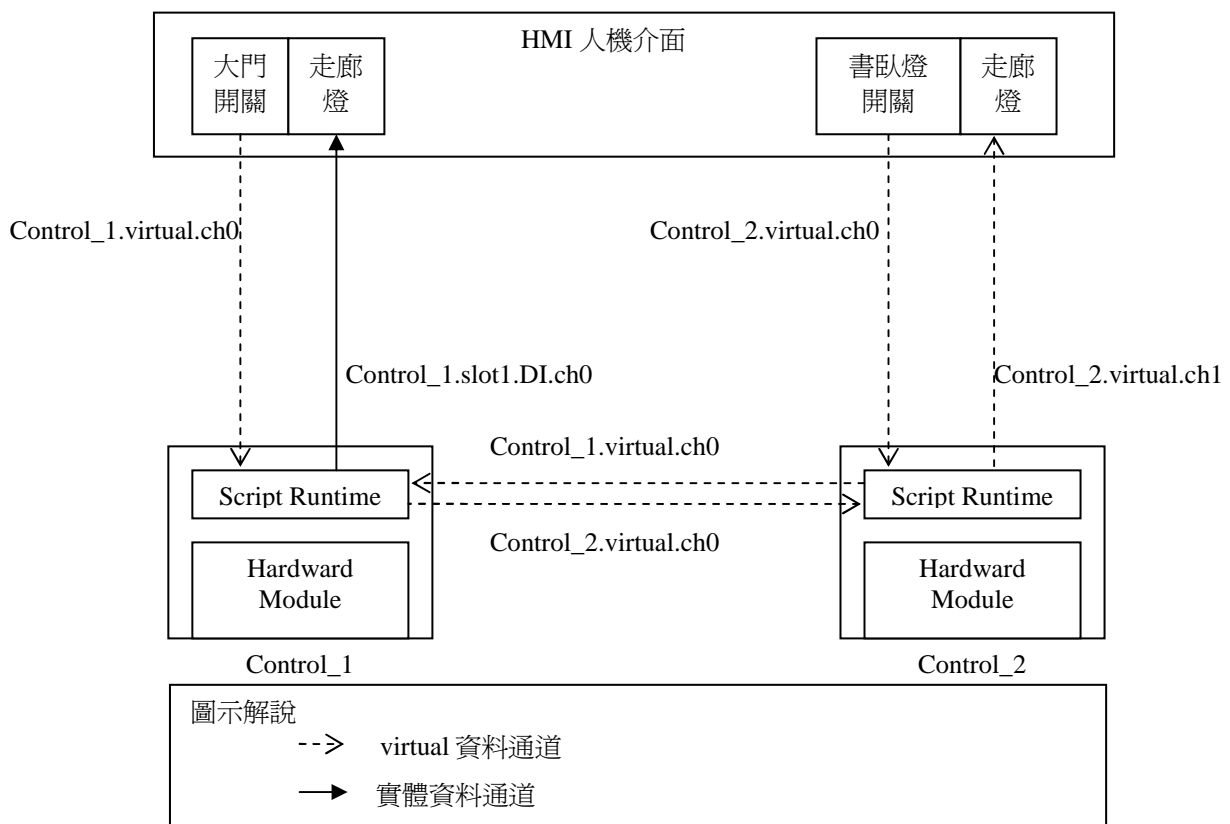 HMI 人機介面
大門
開關
走廊
燈
書臥燈
開關
走廊
燈
Control_1.virtual.ch0
Control_2.virtual.ch0
Control_1.slot1.DI.ch0
Control_2.virtual.ch1
Control_1.virtual.ch0
Script Runtime
Script Runtime
Control_2.virtual.ch0
Hardward
Module
Hardward
Module
Control_1
Control_2
圖示解說
virtual 資料通道
實體資料通道